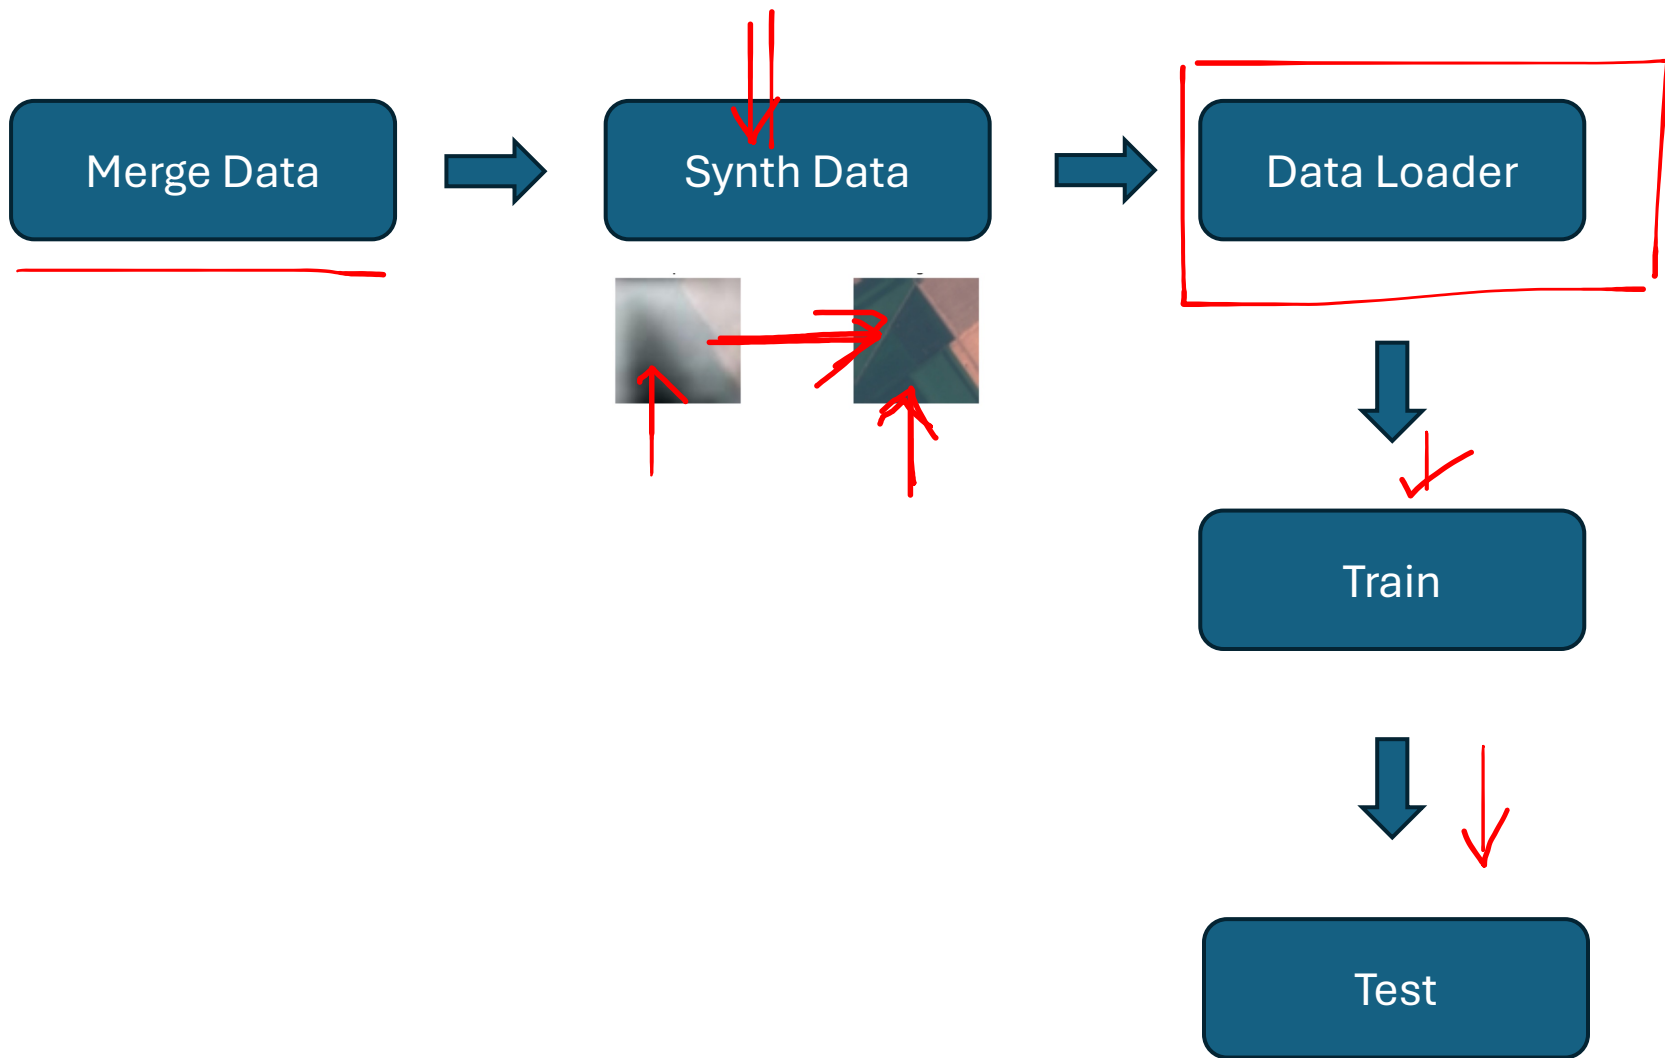 Merge Data
Synth Data
Data Loader
Train
Test